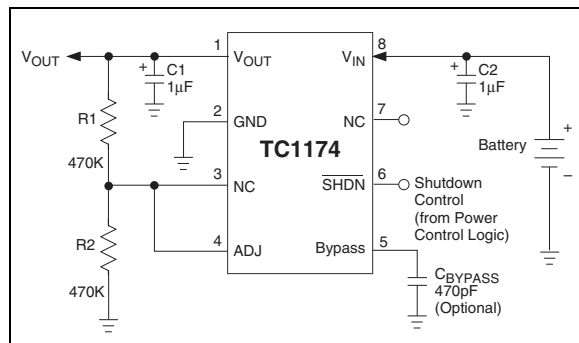 1
8
VOUT
+
C1
1µF
VOUT
VIN
+
C2
1µF
R1
2
GND
7
NC
+
TC1174
Battery
470K
3
NC
SHDN
6
Shutdown
Control
(from Power
Control Logic)
–
R2
4
ADJ
Bypass
5
470K
CBYPASS
470pF
(Optional)